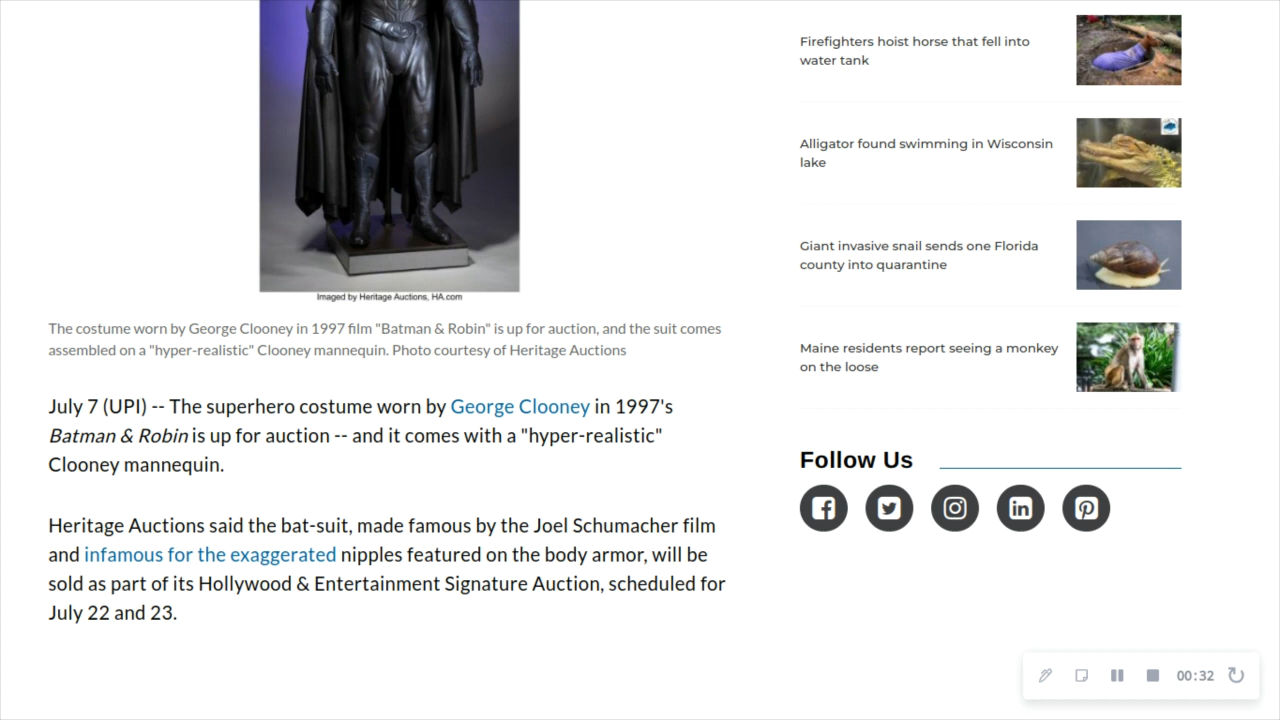 Imaged by Heritage Auctions, HA.com
The costume worn by George Clooney in 1997 film "Batman & Robin" is up for auction, and the suit comes
assembled on a "hyper-realistic" Clooney mannequin. Photo courtesy of Heritage Auctions
July 7 (UPI) -- The superhero costume worn by George Clooney in 1997's
Batman & Robin is up for auction -- and it comes with a "hyper-realistic"
Clooney mannequin.
Heritage Auctions said the bat-suit, made famous by the Joel Schumacher film
and infamous for the exaggerated nipples featured on the body armor, will be
sold as part of its Hollywood & Entertainment Signature Auction, scheduled for
July 22 and 23.
Firefighters hoist horse that fell into
water tank
Alligator found swimming in Wisconsin
lake
Giant invasive snail sends one Florida
county into quarantine
Maine residents report seeing a monkey
on the loose
Follow Us
00:32